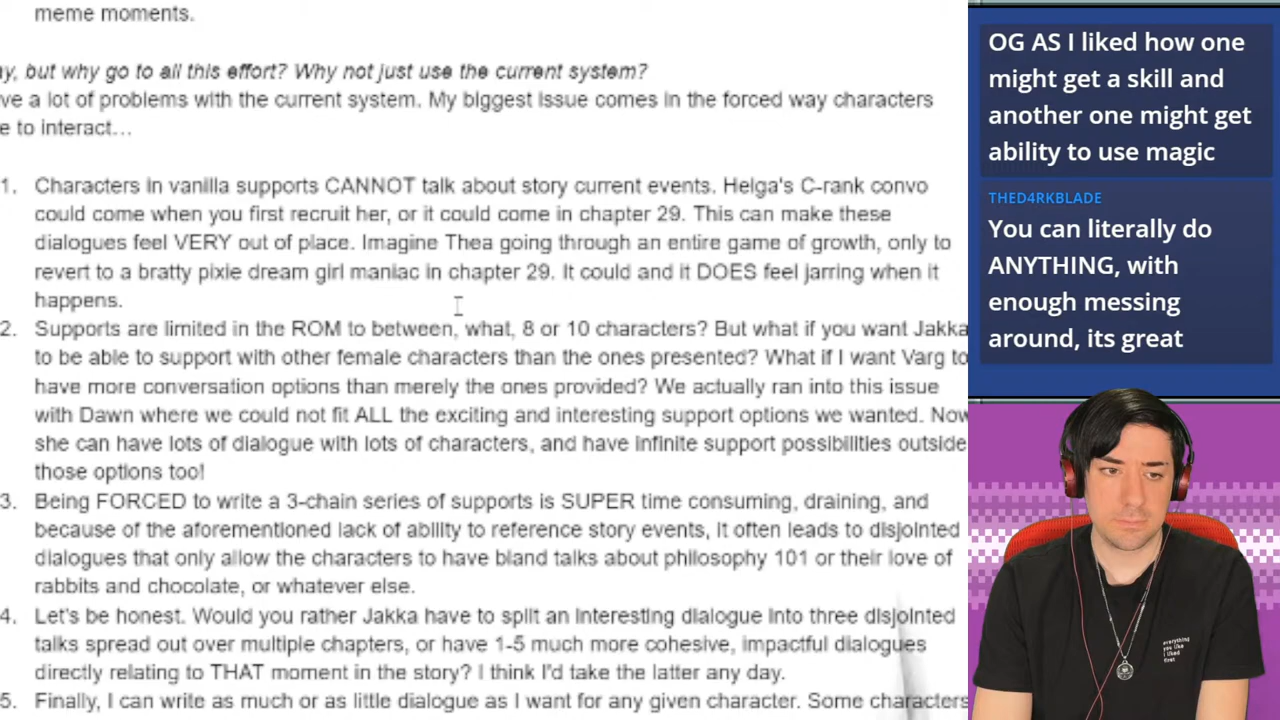 meme moments.
ay, but why go to all this effort? Why not just use the current system?
ve a lot of problems with the current system. My biggest issue comes in the forced way characters
e to interact...
1. Characters in vanilla supports CANNOT talk about story current events. Helga's C-rank convo
could come when you first recruit her, or it could come in chapter 29. This can make these
dialogues feel VERY out of place. Imagine Thea going through an entire game of growth, only to
revert to a bratty pixie dream girl maniac in chapter 29. It could and it DOES feel jarring when it
happens.
2. Supports are limited in the ROM to between, what, 8 or 10 characters? But what if you want Jakka
to be able to support with other female characters than the ones presented? What if I want Varg to
have more conversation options than merely the ones provided? We actually ran into this issue
with Dawn where we could not fit ALL the exciting and interesting support options we wanted. Now
she can have lots of dialogue with lots of characters, and have infinite support possibilities outside
those options too!
3. Being FORCED to write a 3-chain series of supports is SUPER time consuming, draining, and
because of the aforementioned lack of ability to reference story events, it often leads to disjointed
dialogues that only allow the characters to have bland talks about philosophy 101 or their love of
rabbits and chocolate, or whatever else.
4. Let's be honest. Would you rather Jakka have to split an interesting dialogue into three disjointed
talks spread out over multiple chapters, or have 1-5 much more cohesive, impactful dialogues
directly relating to THAT moment in the story? I think I'd take the latter any day.
5. Finally, I can write as much or as little dialogue as I want for any given character. Some characters
OG AS I liked how one
might get a skill and
another one might get
ability to use magic
THED4RKBLADE
You can literally do
ANYTHING, with
enough messing
around, its great
everything
you like
I liked
first